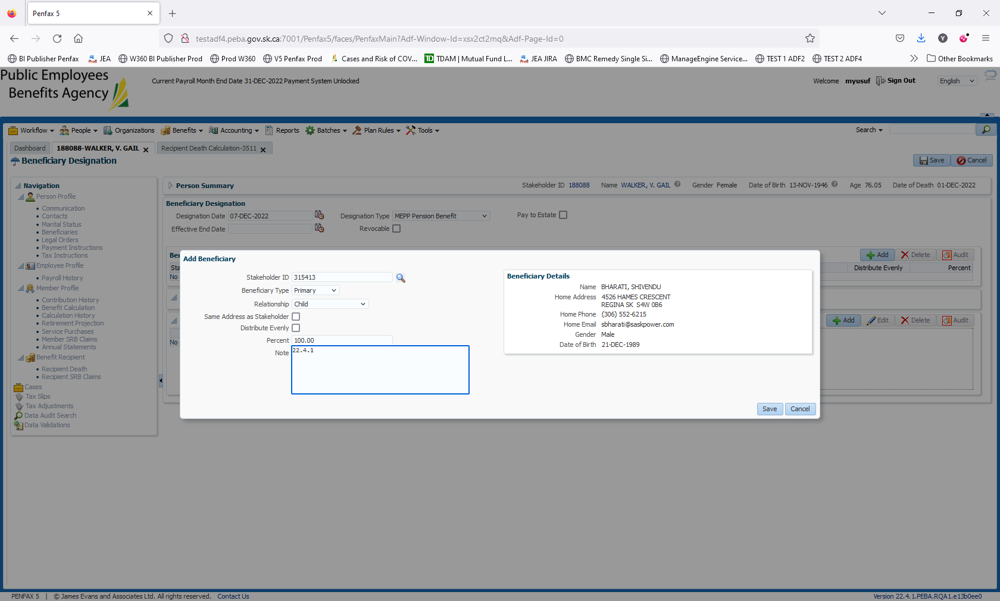 Penfax 5
testadf4.peba.gov.sk.ca:7001/Penfax5/faces/PenfaxMain?Adf-Window-Id=xsx2ct2mq&Adf-Page-Id=0
BI Publisher Penfax JEA W360 BI Publisher Prod Prod W360 V5 Penfax Prod Cases and Risk of COV... TDAM | Mutual Fund L... JEA JIRA BMC Remedy Single Si... ManageEngine Service... TEST 1 ADF2 TEST 2 ADF4 Other Bookmarks
Public Employees
Benefits Agency
Current Payroll Month End Date 31-DEC-2022 Payment System Unlocked
Welcome myusuf Sign Out English
Workflow People Organizations Benefits Accounting Reports Batches Plan Rules Tools Search
Dashboard 188088-WALKER, V. GAIL Recipient Death Calculation-3511
Beneficiary Designation
Save Cancel
Navigation
Person Profile
Communication
Contacts
Marital Status
Beneficiaries
Legal Orders
Payment Instructions
Tax Instructions
Employee Profile
Payroll History
Member Profile
Contribution History
Benefit Calculation
Calculation History
Retirement Projection
Service Purchases
Member SRB Claims
Annual Statements
Benefit Recipient
Recipient Death
Recipient SRB Claims
Cases
Tax Slips
Tax Adjustments
Data Audit Search
Data Validations
Person Summary Stakeholder ID 188088 Name WALKER, V. GAIL Gender Female Date of Birth 13-NOV-1946 Age 76.05 Date of Death 01-DEC-2022
Beneficiary Designation
Designation Date 07-DEC-2022 Designation Type MEPP Pension Benefit Pay to Estate
Effective End Date Revocable
Ben
Add Delete Audit
Sta
Distribute Evenly Percent
No
Add Edit Delete Audit
No
Add Beneficiary
Stakeholder ID 315413
Beneficiary Type Primary
Relationship Child
Same Address as Stakeholder
Distribute Evenly
Percent 100.00
Note 22.4.1
Beneficiary Details
Name BHARATI, SHIVENDU
Home Address 4526 HAMES CRESCENT
REGINA SK S4W 0B6
Home Phone (306) 552-6215
Home Email sbharati@saskpower.com
Gender Male
Date of Birth 21-DEC-1989
Save Cancel
PENFAX 5 | © James Evans and Associates Ltd. All rights reserved. Contact Us
Version 22.4.1.PEBA.RQA1.e13b0ee0